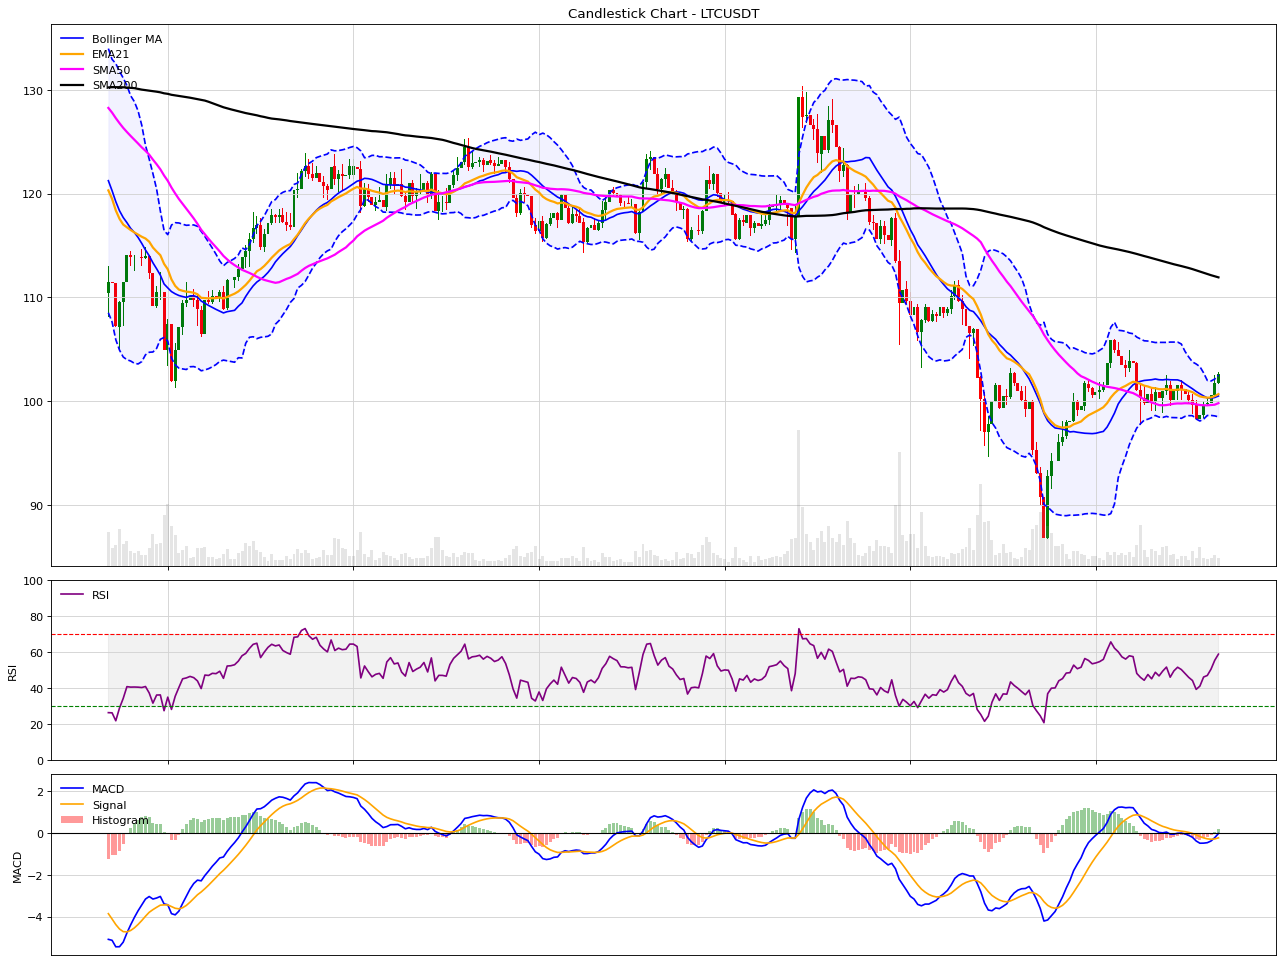 Candlestick Chart - LTCUSDT
Bollinger MA
EMA21
SMA50
SMA200
130
120
110
100
90
100
80
60
40
20
0
RSI
RSI
2
0
−2
−4
MACD
MACD
Signal
Histogram